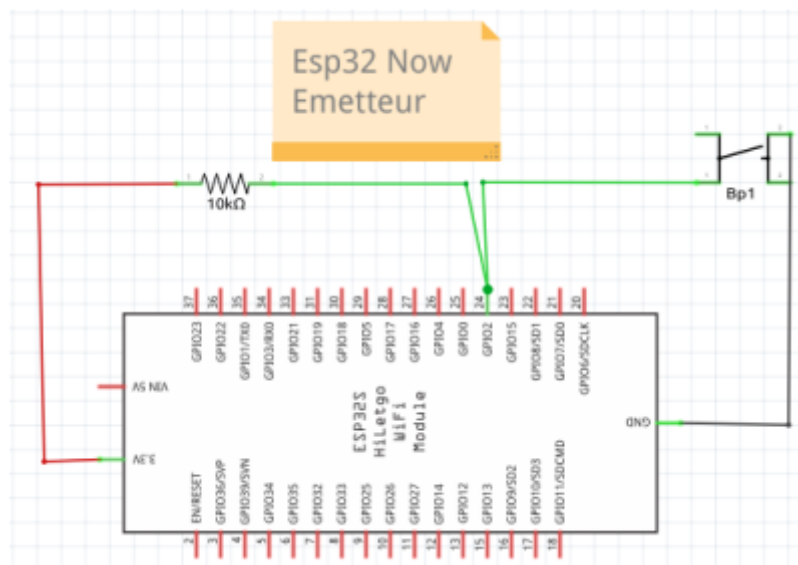 Esp32 Now
Emetteur
1
2
10kΩ
Bp1
37
36
35
34
33
31
30
29
28
27
26
25
24
23
22
21
20
GPIO23
GPIO22
GPIO1/TXD
GPIO3/RXD
GPIO21
GPIO19
GPIO18
GPIO5
GPIO17
GPIO16
GPIO4
GPIO0
GPIO2
GPIO15
GPIO8/SD1
GPIO7/SD0
GPIO6/SDCLK
VIN 5V
3.3V
ESP32S
HiLetgo
WiFi
Module
GND
EN/RESET
GPIO36/SVP
GPIO39/SVN
GPIO34
GPIO35
GPIO32
GPIO33
GPIO25
GPIO26
GPIO27
GPIO14
GPIO12
GPIO13
GPIO9/SD2
GPIO10/SD3
GPIO11/SDCMD
2
3
4
5
6
7
8
9
10
11
12
13
15
16
17
18